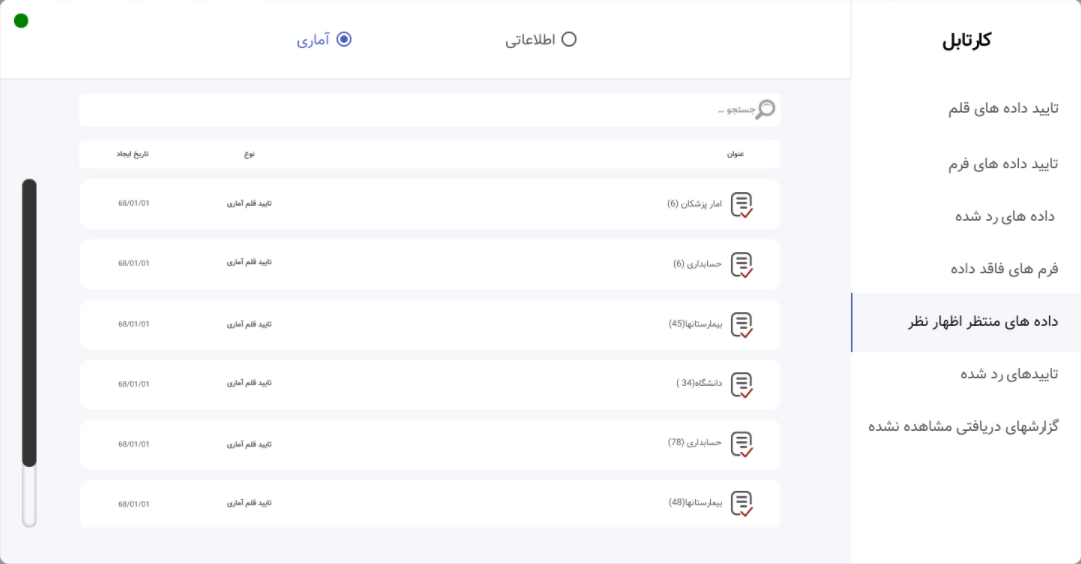 کارتابل
تایید داده های قلم
تایید داده های فرم
داده های رد شده
فرم های فاقد داده
داده های منتظر اظهار نظر
تاییدهای رد شده
گزارشهای دریافتی مشاهده نشده
اطلاعاتی آماری
جستجو ...
عنوان نوع تاریخ ایجاد
امار پزشکان (6) تایید قلم آماری 68/01/01
حسابداری (6) تایید قلم آماری 68/01/01
بیمارستانها(45) تایید قلم آماری 68/01/01
دانشگاه(34 ) تایید قلم آماری 68/01/01
حسابداری (78) تایید قلم آماری 68/01/01
بیمارستانها(48) تایید قلم آماری 68/01/01